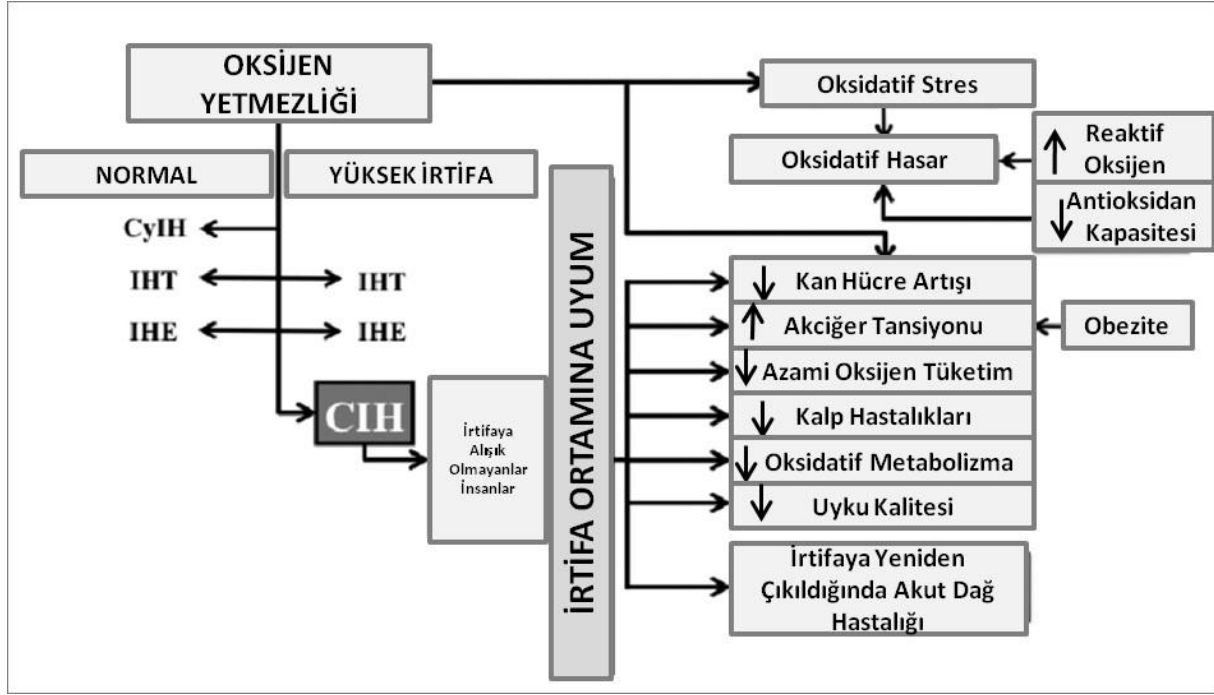 OKSİJEN
YETMEZLİĞİ
NORMAL
YÜKSEK İRTİFA
CyIH
IHT
IHT
IHE
IHE
CIH
İrtifaya
Alışık
Olmayanlar
İnsanlar
İRTİFA ORTAMINA UYUM
Oksidatif Stres
Oksidatif Hasar
Reaktif
Oksijen
Antioksidan
Kapasitesi
Kan Hücre Artışı
Akciğer Tansiyonu
Obezite
Azami Oksijen Tüketim
Kalp Hastalıkları
Oksidatif Metabolizma
Uyku Kalitesi
İrtifaya Yeniden
Çıkıldığında Akut Dağ
Hastalığı